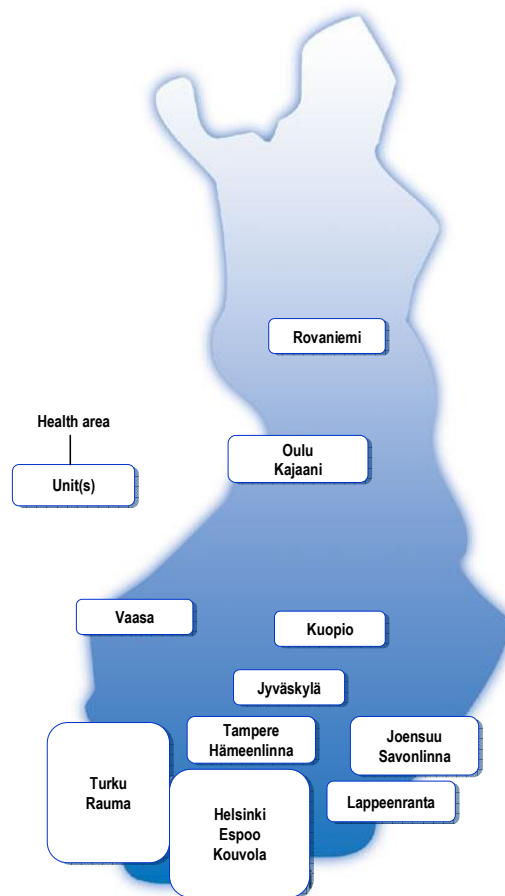 Rovaniemi
Health area
Unit(s)
Oulu
Kajaani
Vaasa
Kuopio
Jyväskylä
Tampere
Hämeenlinna
Joensuu
Savonlinna
Turku
Rauma
Helsinki
Espoo
Kouvola
Lappeenranta